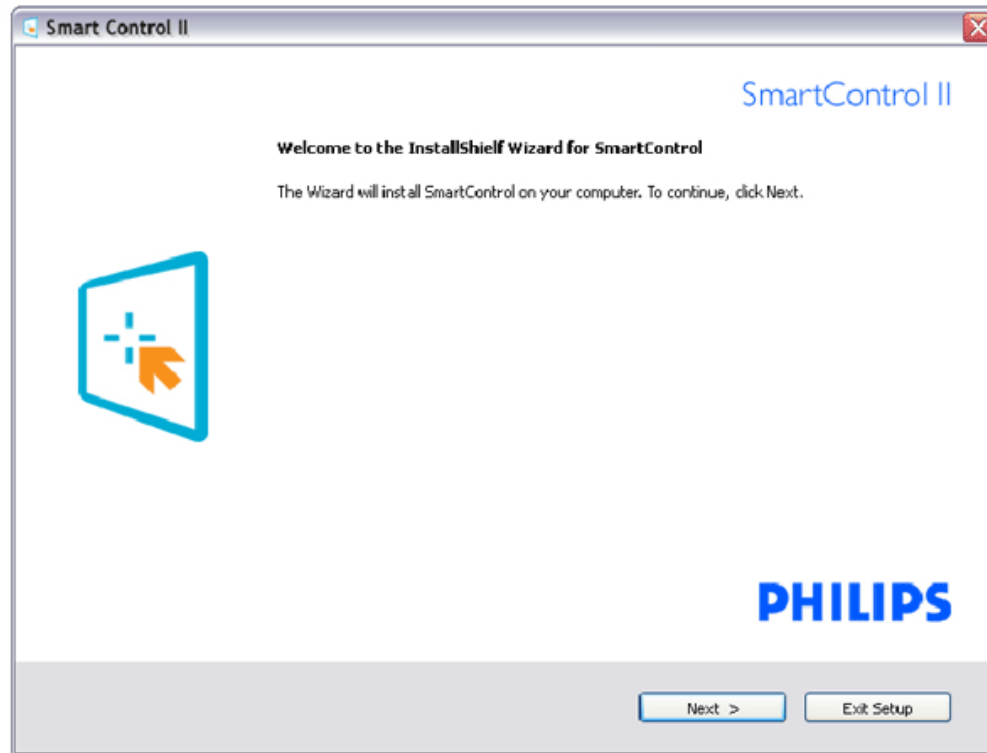 Smart Control II
SmartControl II
Welcome to the InstallShielf Wizard for SmartControl
The Wizard will install SmartControl on your computer. To continue, click Next.
PHILIPS
Next >
Exit Setup